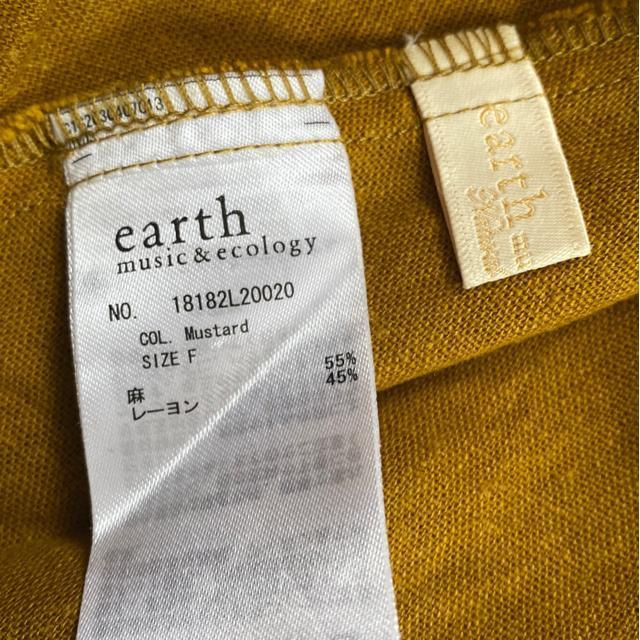 earth
music & ecology
NO. 18182L20020
COL. Mustard
SIZE F
麻 55%
レーヨン 45%
earth